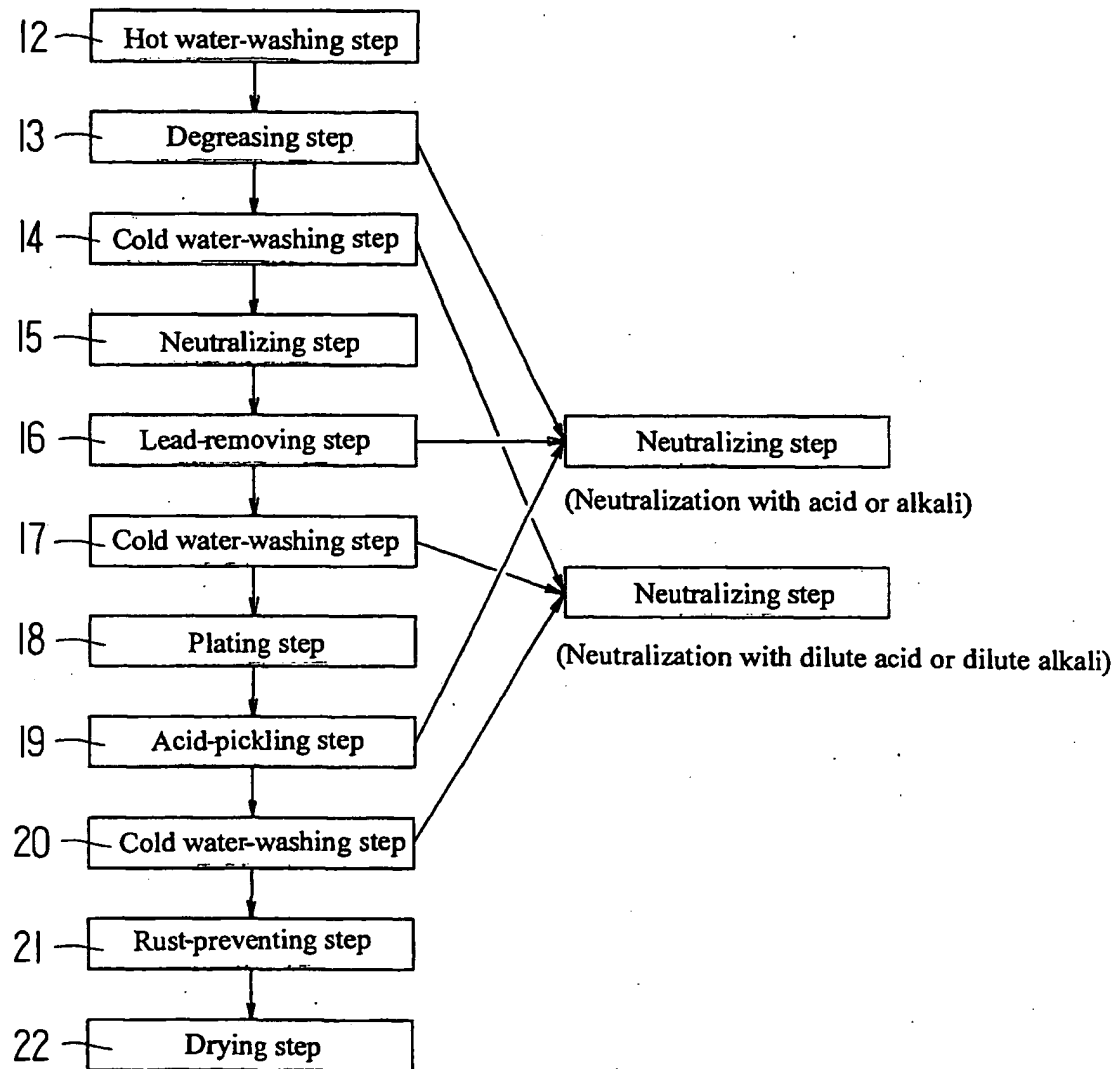 12 Hot water-washing step
13 Degreasing step
14 Cold water-washing step
15 Neutralizing step
16 Lead-removing step
Neutralizing step
(Neutralization with acid or alkali)
17 Cold water-washing step
Neutralizing step
18 Plating step
(Neutralization with dilute acid or dilute alkali)
19 Acid-pickling step
20 Cold water-washing step
21 Rust-preventing step
22 Drying step